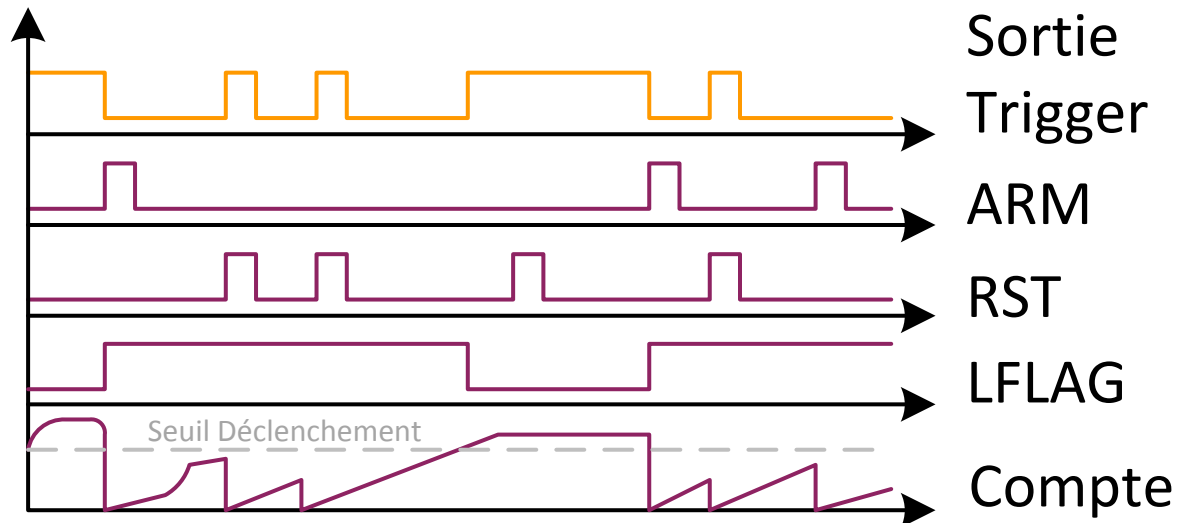 Sortie
Trigger
ARM
RST
LFLAG
Seuil Déclenchement
Compte